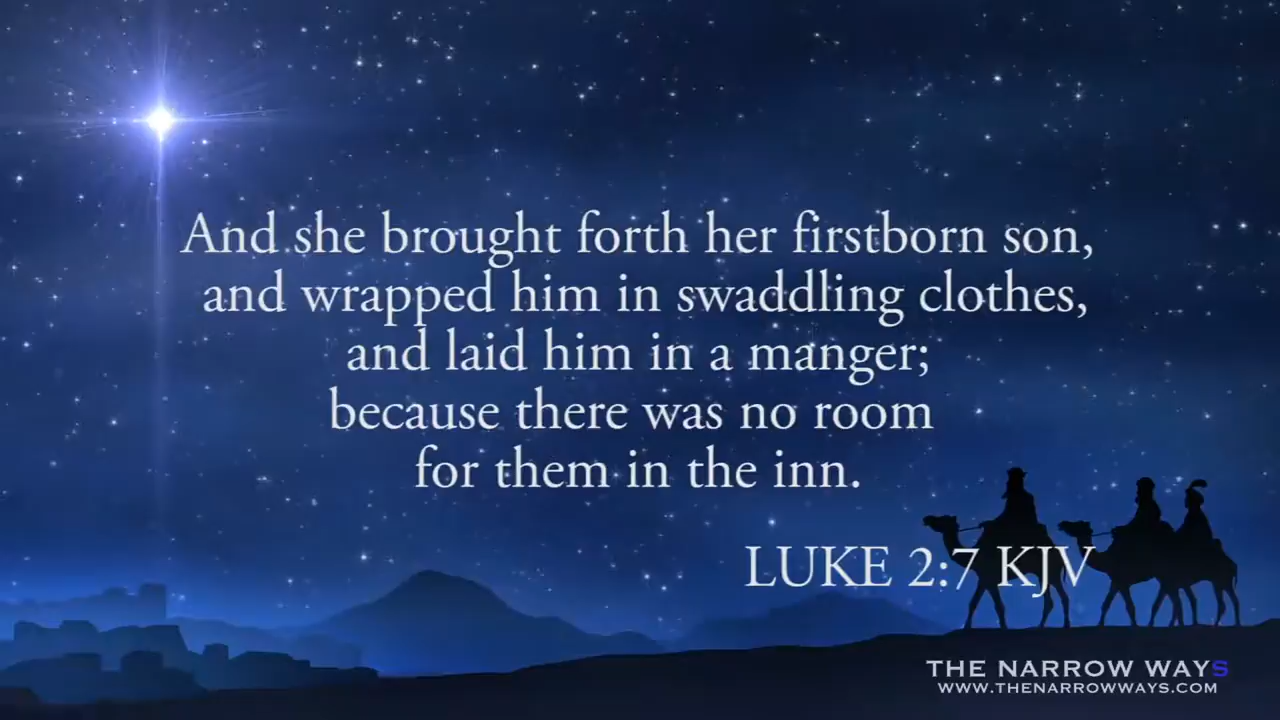 And she brought forth her firstborn son,
and wrapped him in swaddling clothes,
and laid him in a manger;
because there was no room
for them in the inn.
LUKE 2:7 KJV
THE NARROW WAYS
WWW.THENARROWWAYS.COM